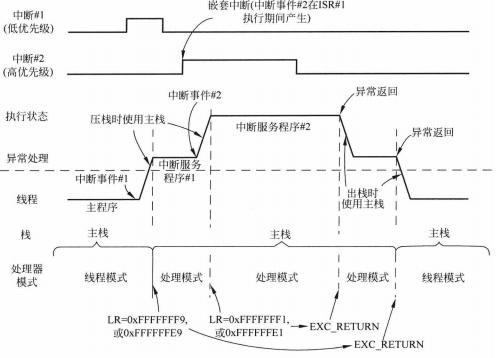 中断#1
(低优先级)
嵌套中断(中断事件#2在ISR#1
执行期间产生)
中断#2
(高优先级)
中断事件#2
异常返回
执行状态
压栈时使用主栈
中断服务程序#2
异常返回
异常处理
中断服务
程序#1
中断事件#1
出栈时
使用主栈
线程
主程序
栈
主栈
主栈
主栈
处理器
模式
线程模式
处理模式
处理模式
处理模式
线程模式
LR=0xFFFFFFF9,
或0xFFFFFFE9
LR=0xFFFFFFF1,
或0xFFFFFFE1
EXC_RETURN
EXC_RETURN